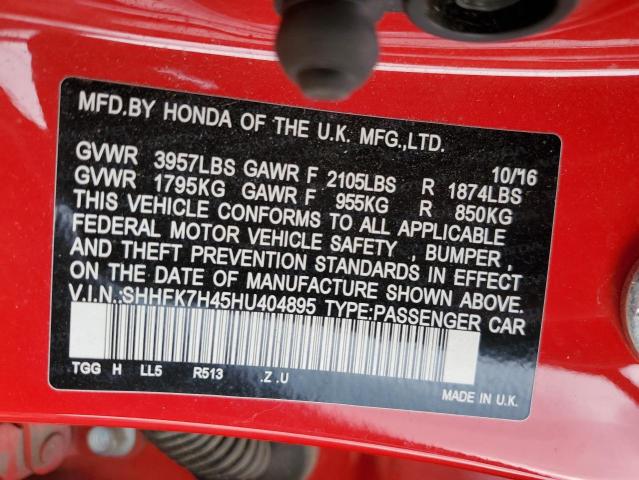 MFD.BY HONDA OF THE U.K. MFG.,LTD.
10/16
GVWR 3957LBS GAWR F 2105LBS R 1874LBS
GVWR 1795KG GAWR F 955KG R 850KG
THIS VEHICLE CONFORMS TO ALL APPLICABLE
FEDERAL MOTOR VEHICLE SAFETY , BUMPER ,
AND THEFT PREVENTION STANDARDS IN EFFECT
ON THE DATE OF MANUFACTURE SHOWN ABOVE.
V.I.N.:SHHFK7H45HU404895 TYPE:PASSENGER CAR
TGG H LL5 R513 .Z .U
MADE IN U.K.